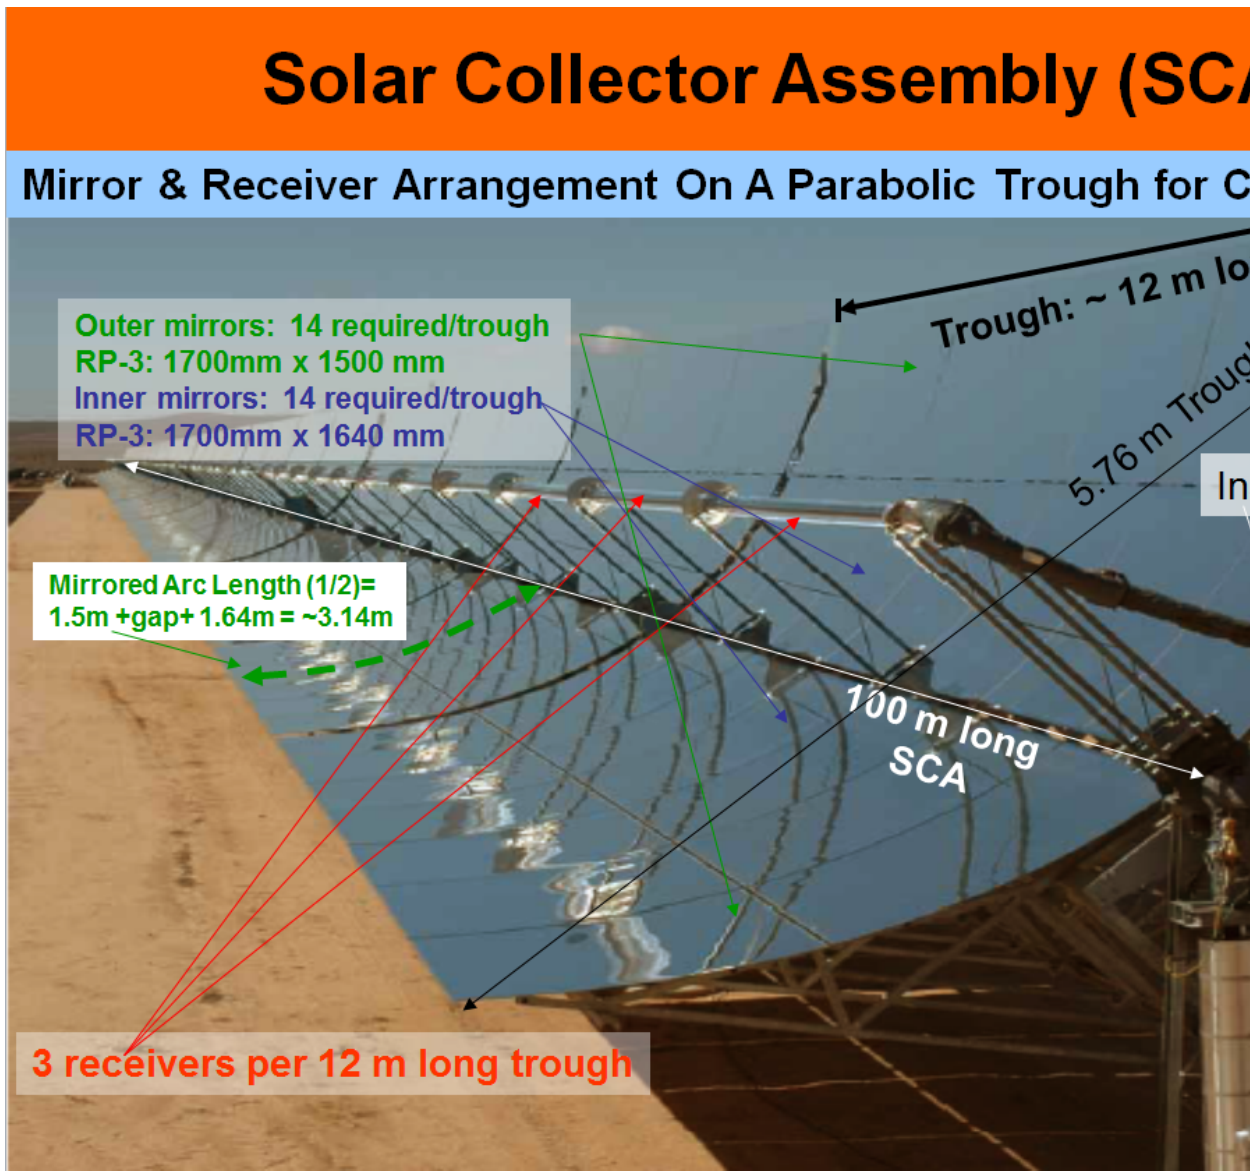 Solar Collector Assembly (SCA
Mirror & Receiver Arrangement On A Parabolic Trough for C
Trough: ~ 12 m lo
Outer mirrors: 14 required/trough
RP-3: 1700mm x 1500 mm
Inner mirrors: 14 required/trough
RP-3: 1700mm x 1640 mm
5.76 m Trough
In
Mirrored Arc Length (1/2)=
1.5m +gap+ 1.64m = ~3.14m
100 m long
SCA
3 receivers per 12 m long trough